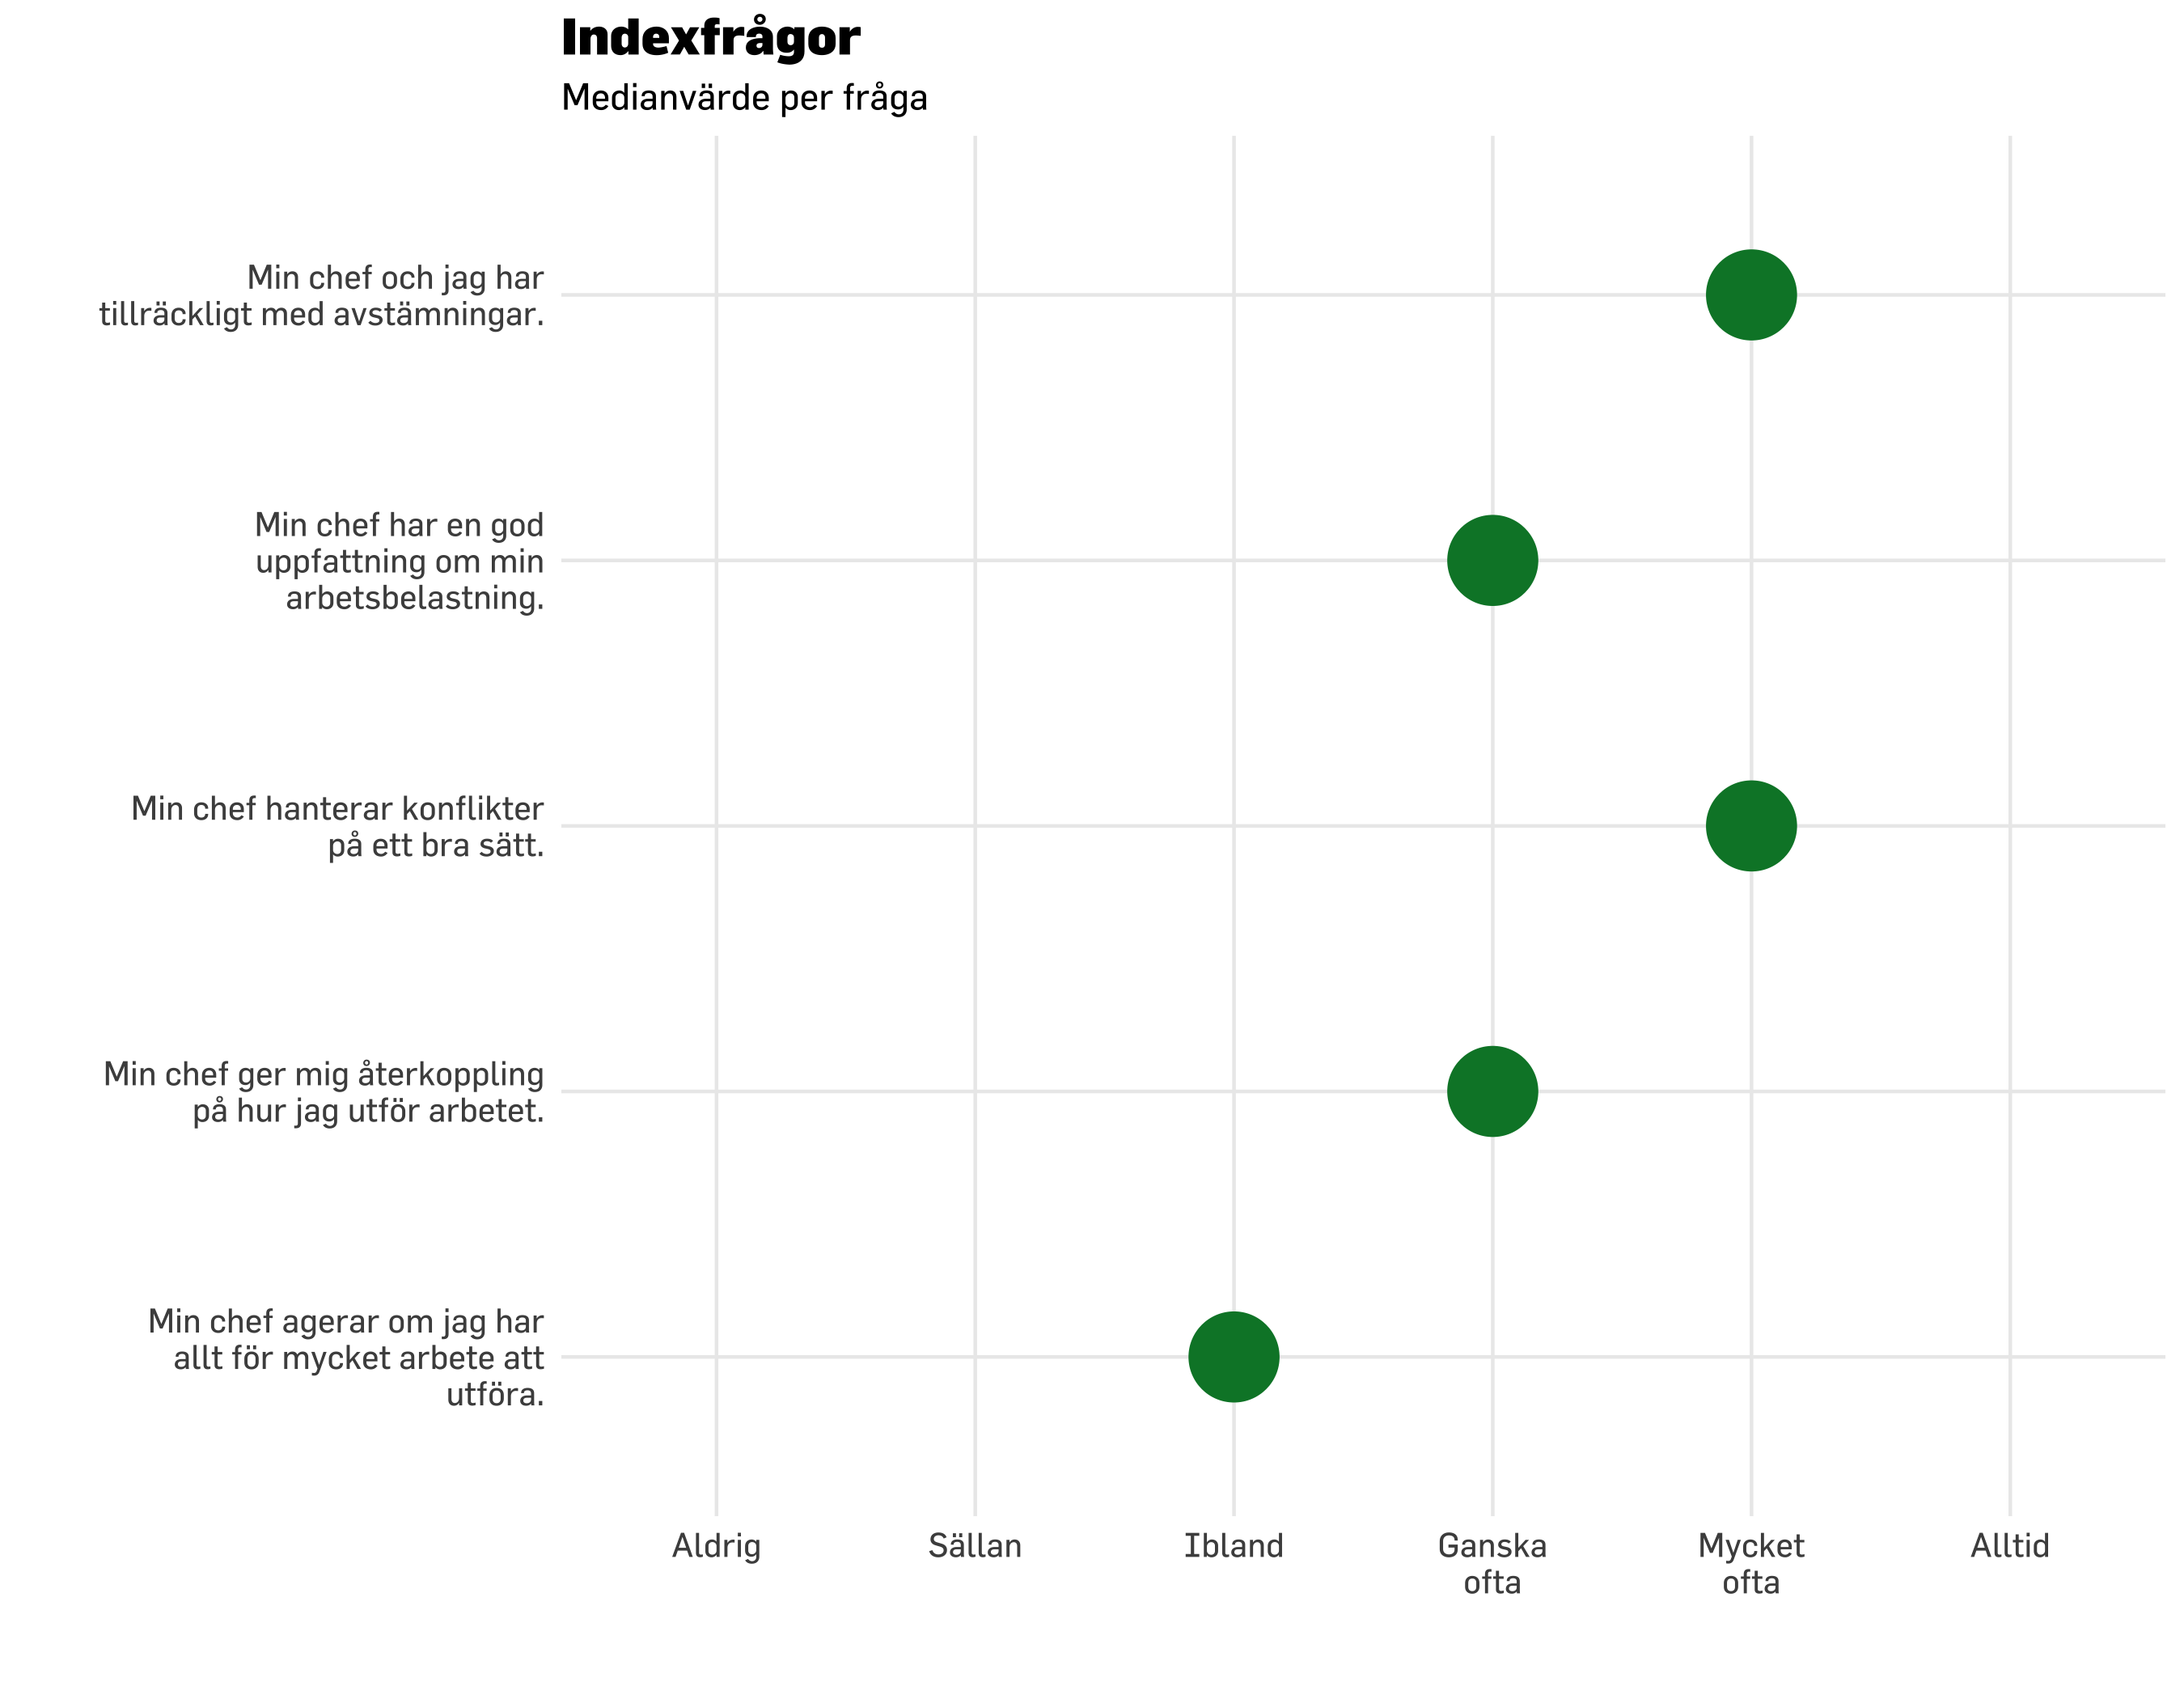 Indexfrågor
Medianvärde per fråga
Min chef och jag har
tillräckligt med avstämningar.
Min chef har en god
uppfattning om min
arbetsbelastning.
Min chef hanterar konflikter
på ett bra sätt.
Min chef ger mig återkoppling
på hur jag utför arbetet.
Min chef agerar om jag har
allt för mycket arbete att
utföra.
Aldrig
Sällan
Ibland
Ganska
ofta
Mycket
ofta
Alltid